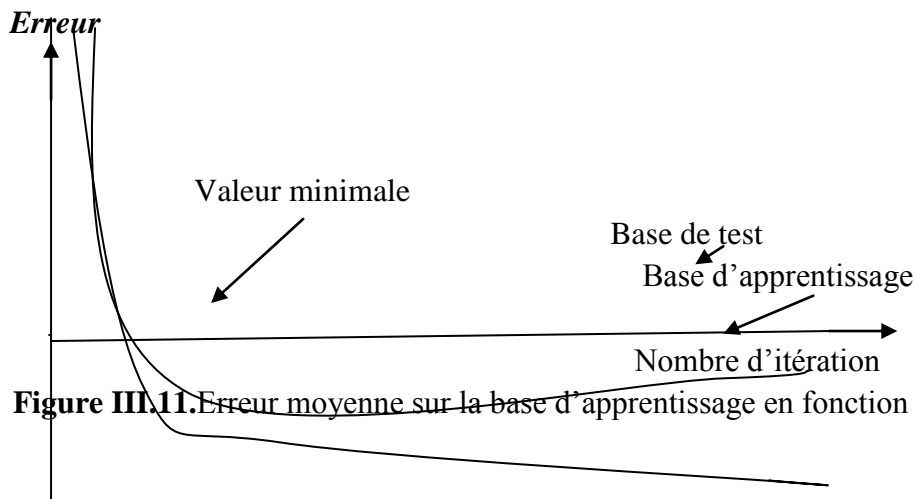 Erreur
Valeur minimale
Base de test
Base d’apprentissage
Nombre d’itération
Figure III.11.Erreur moyenne sur la base d’apprentissage en fonction